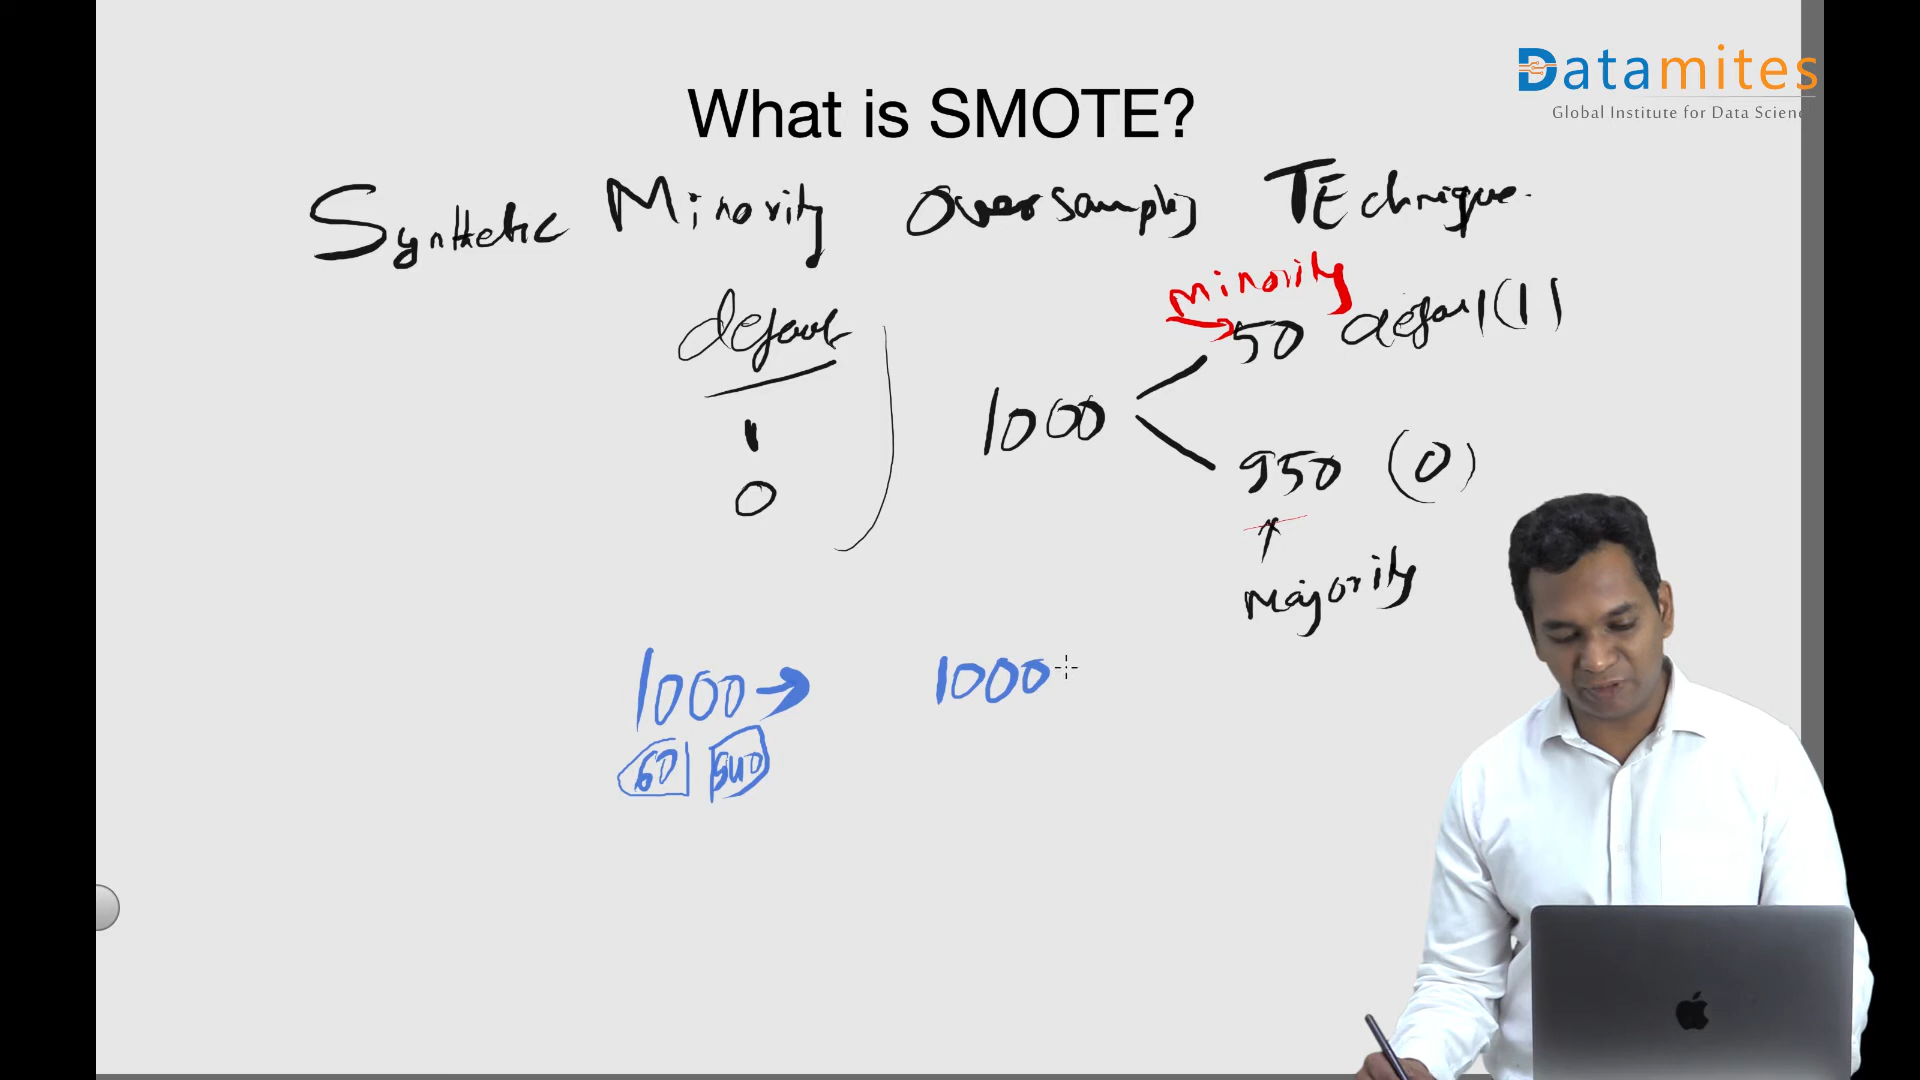 Datamites
Global Institute for Data Scienc
What is SMOTE?
Synthetic Minority Oversampling TEchnique.
minority
default
50 default (1)
1
1000
0
950 (0)
majority
1000 → 1000
60 940